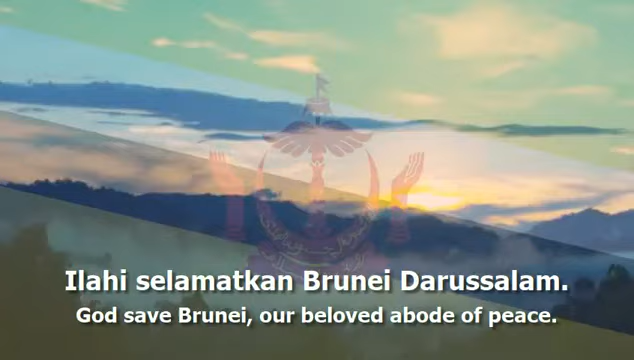 Ilahi selamatkan Brunei Darussalam.
God save Brunei, our beloved abode of peace.